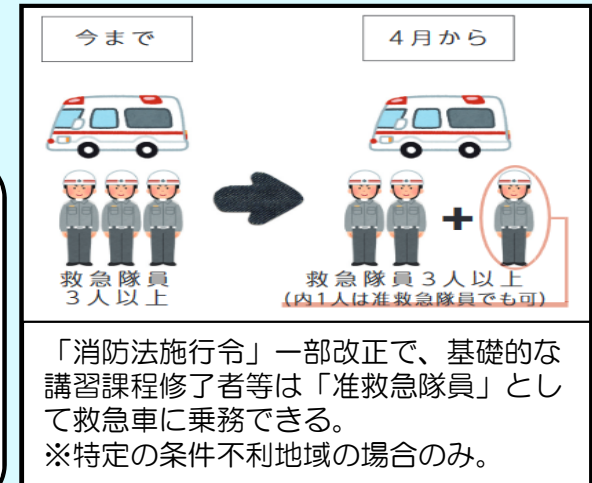 今まで
4月から
救急隊員
3人以上
+
救急隊員3人以上
(内1人は准救急隊員でも可)
「消防法施行令」一部改正で、基礎的な
講習課程修了者等は「准救急隊員」とし
て救急車に乗務できる。
※特定の条件不利地域の場合のみ。